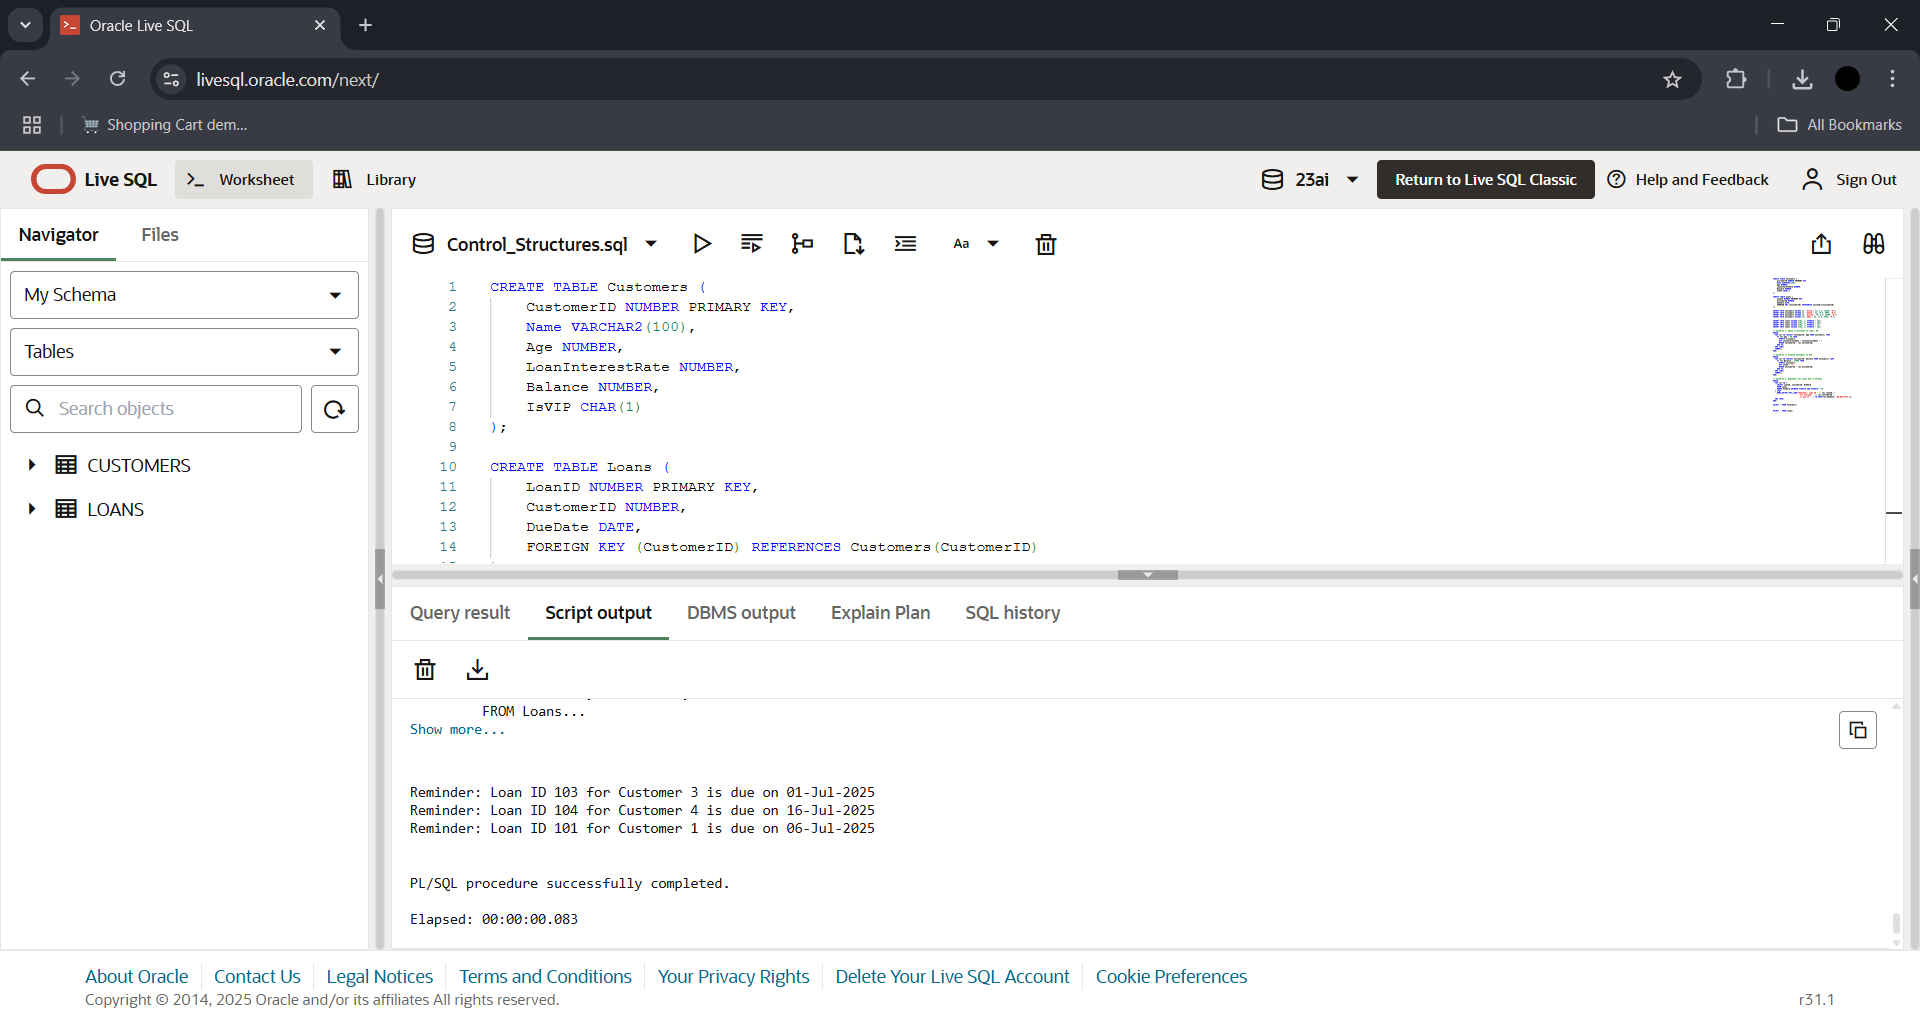 Oracle Live SQL
livesql.oracle.com/next/
Shopping Cart dem...
All Bookmarks
Live SQL
Worksheet
Library
23ai
Return to Live SQL Classic
Help and Feedback
Sign Out
Navigator
Files
My Schema
Tables
Search objects
CUSTOMERS
LOANS
Control_Structures.sql
Aa
1 CREATE TABLE Customers (
2 CustomerID NUMBER PRIMARY KEY,
3 Name VARCHAR2(100),
4 Age NUMBER,
5 LoanInterestRate NUMBER,
6 Balance NUMBER,
7 IsVIP CHAR(1)
8 );
9
10 CREATE TABLE Loans (
11 LoanID NUMBER PRIMARY KEY,
12 CustomerID NUMBER,
13 DueDate DATE,
14 FOREIGN KEY (CustomerID) REFERENCES Customers(CustomerID)
Query result
Script output
DBMS output
Explain Plan
SQL history
FROM Loans...
Show more...
Reminder: Loan ID 103 for Customer 3 is due on 01-Jul-2025
Reminder: Loan ID 104 for Customer 4 is due on 16-Jul-2025
Reminder: Loan ID 101 for Customer 1 is due on 06-Jul-2025
PL/SQL procedure successfully completed.
Elapsed: 00:00:00.083
About Oracle
Contact Us
Legal Notices
Terms and Conditions
Your Privacy Rights
Delete Your Live SQL Account
Cookie Preferences
Copyright © 2014, 2025 Oracle and/or its affiliates All rights reserved.
r31.1